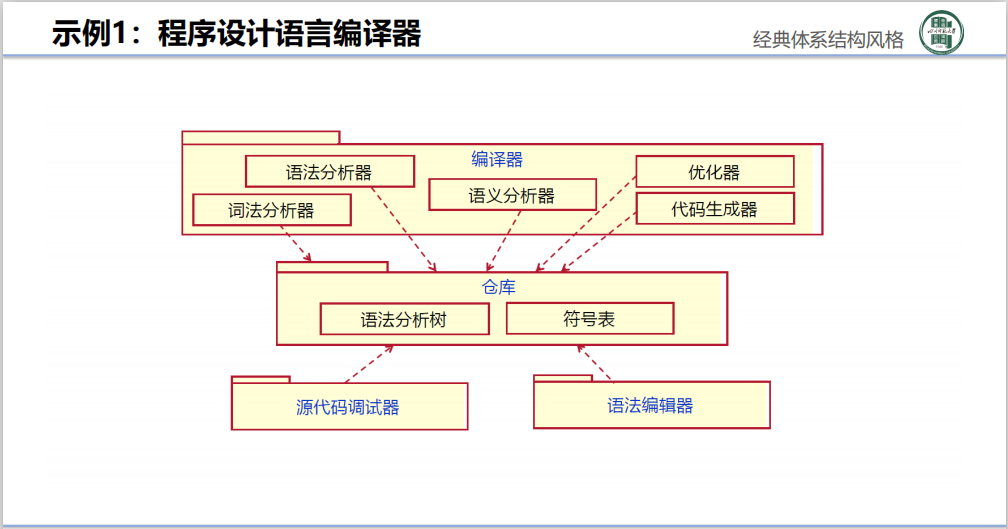 示例1：程序设计语言编译器
经典体系结构风格
编译器
语法分析器
优化器
语义分析器
词法分析器
代码生成器
仓库
语法分析树
符号表
源代码调试器
语法编辑器